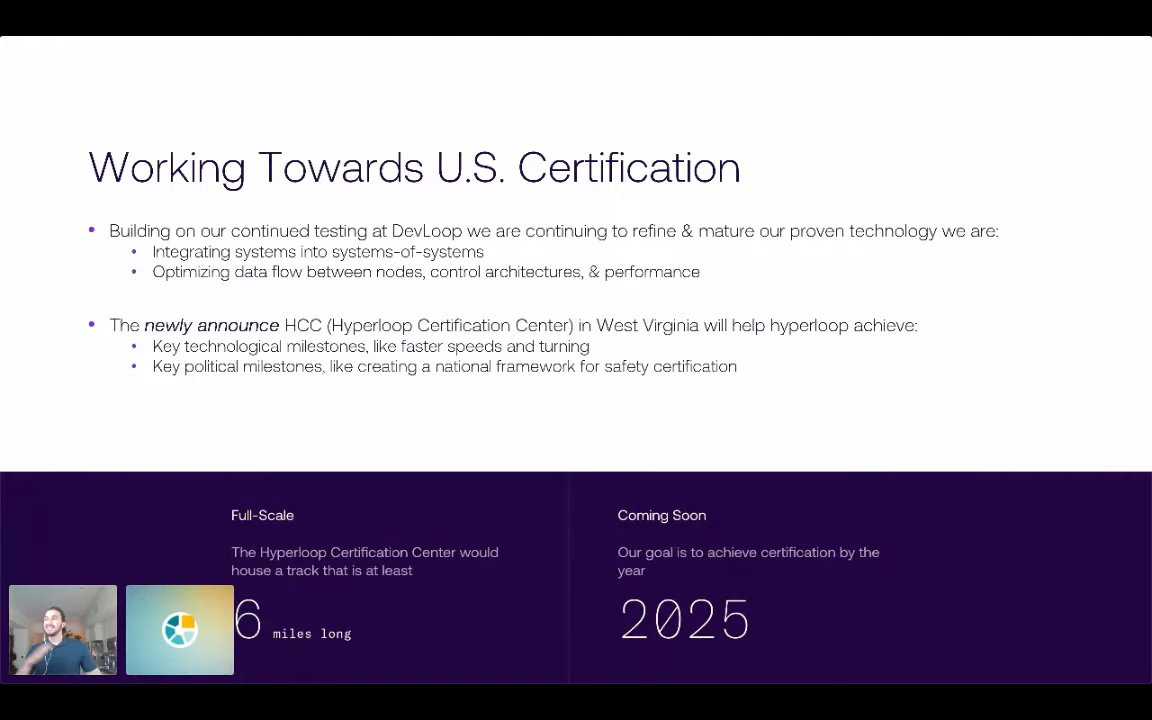 Working Towards U.S. Certification
• Building on our continued testing at DevLoop we are continuing to refine & mature our proven technology we are:
• Integrating systems into systems-of-systems
• Optimizing data flow between nodes, control architectures, & performance
• The newly announce HCC (Hyperloop Certification Center) in West Virginia will help hyperloop achieve:
• Key technological milestones, like faster speeds and turning
• Key political milestones, like creating a national framework for safety certification
Full-Scale
The Hyperloop Certification Center would
house a track that is at least
6 miles long
Coming Soon
Our goal is to achieve certification by the
year
2025